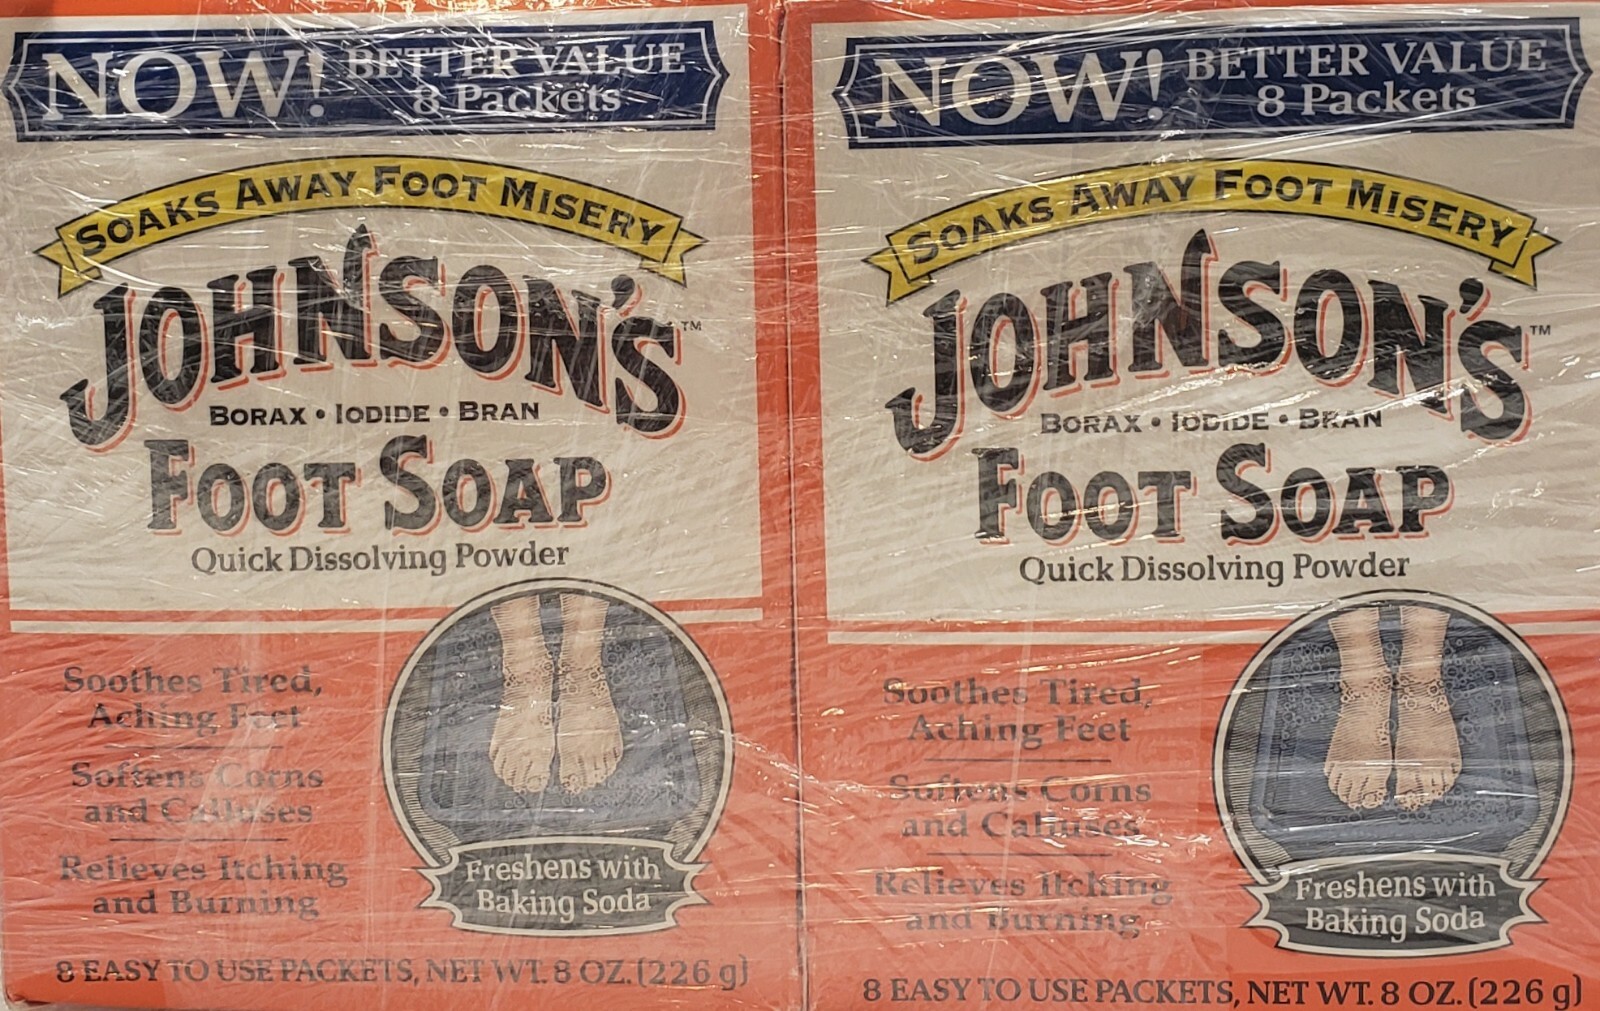 NOW! BETTER VALUE
8 Packets
SOAKS AWAY FOOT MISERY
JOHNSON'S™
BORAX • IODIDE • BRAN
FOOT SOAP
Quick Dissolving Powder
Soothes Tired,
Aching Feet
Softens Corns
and Calluses
Relieves Itching
and Burning
Freshens with
Baking Soda
8 EASY TO USE PACKETS, NET WT. 8 OZ. (226 g)
NOW! BETTER VALUE
8 Packets
SOAKS AWAY FOOT MISERY
JOHNSON'S™
BORAX • IODIDE • BRAN
FOOT SOAP
Quick Dissolving Powder
Soothes Tired,
Aching Feet
Softens Corns
and Calluses
Relieves Itching
and Burning
Freshens with
Baking Soda
8 EASY TO USE PACKETS, NET WT. 8 OZ. (226 g)